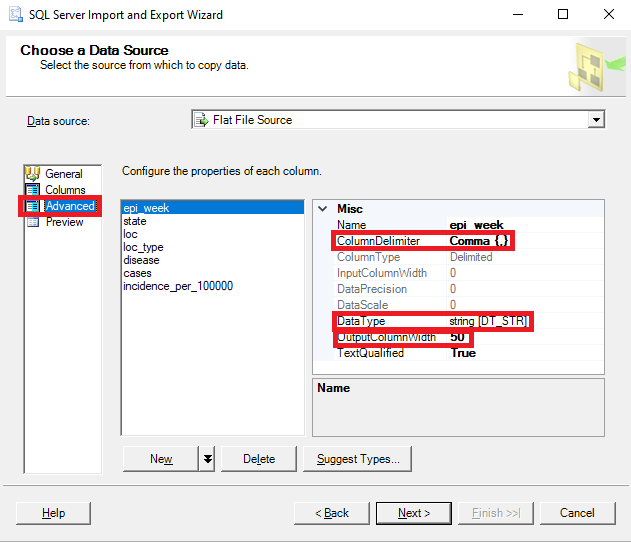 SQL Server Import and Export Wizard
Choose a Data Source
Select the source from which to copy data.
Data source:
Flat File Source
General
Columns
Advanced
Preview
Configure the properties of each column.
epi_week
state
loc
loc_type
disease
cases
incidence_per_100000
Misc
Name epi_week
ColumnDelimiter Comma {,}
ColumnType Delimited
InputColumnWidth 0
DataPrecision 0
DataScale 0
DataType string [DT_STR]
OutputColumnWidth 50
TextQualified True
Name
New
Delete
Suggest Types...
Help
< Back
Next >
Finish >>|
Cancel